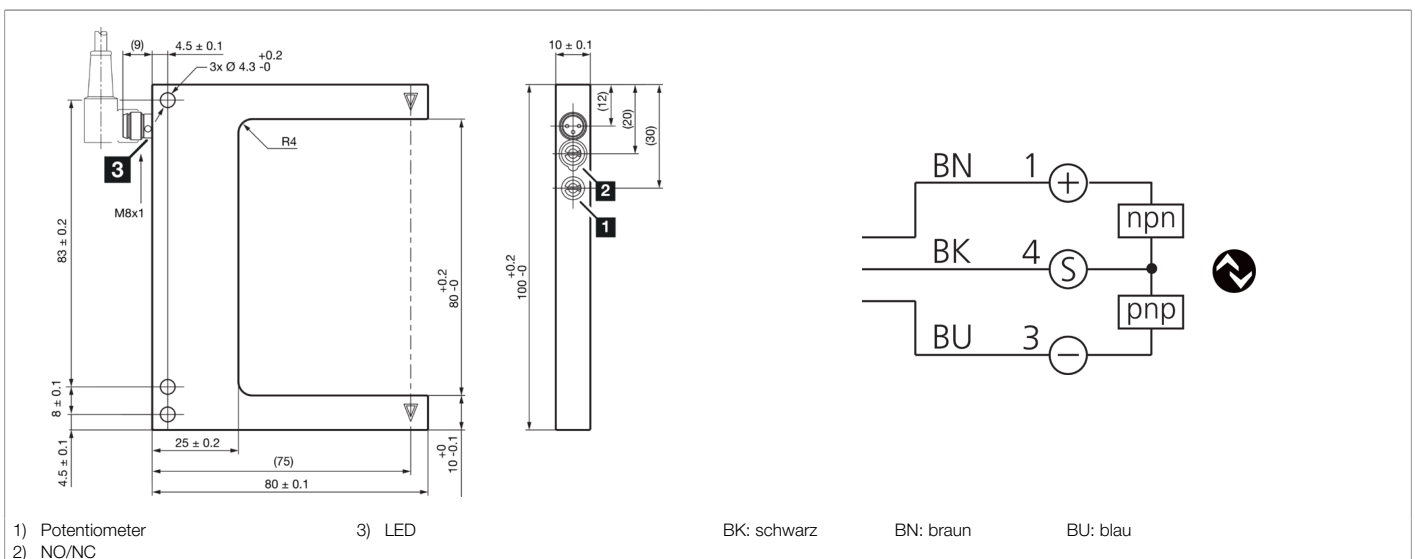 (9)
4.5 ± 0.1
+0.2
3x Ø 4.3 -0
R4
3
M8x1
83 ± 0.2
8 ± 0.1
4.5 ± 0.1
25 ± 0.2
(75)
80 ± 0.1
+0.2
80 -0
+0
10 -0.1
10 ± 0.1
(12)
(20)
(30)
2
1
+0.2
100 -0
BN 1 +
npn
BK 4 S
pnp
BU 3 −
1) Potentiometer 3) LED BK: schwarz BN: braun BU: blau
2) NO/NC